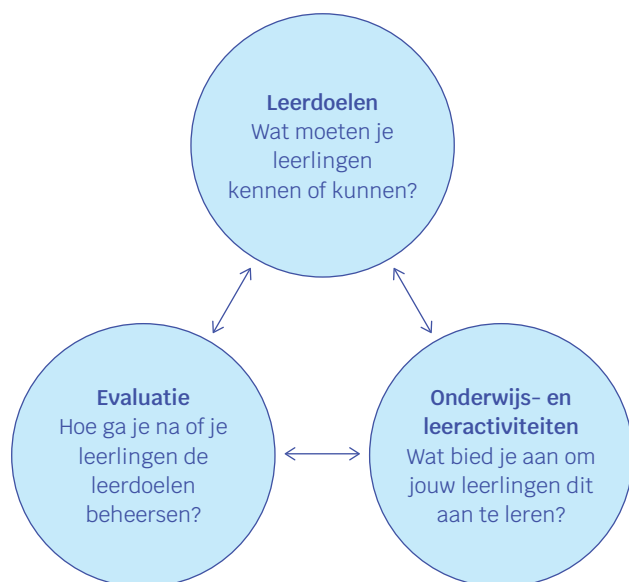 Leerdoelen
Wat moeten je
leerlingen
kennen of kunnen?
Evaluatie
Hoe ga je na of je
leerlingen de
leerdoelen
beheersen?
Onderwijs- en
leeractiviteiten
Wat bied je aan om
jouw leerlingen dit
aan te leren?